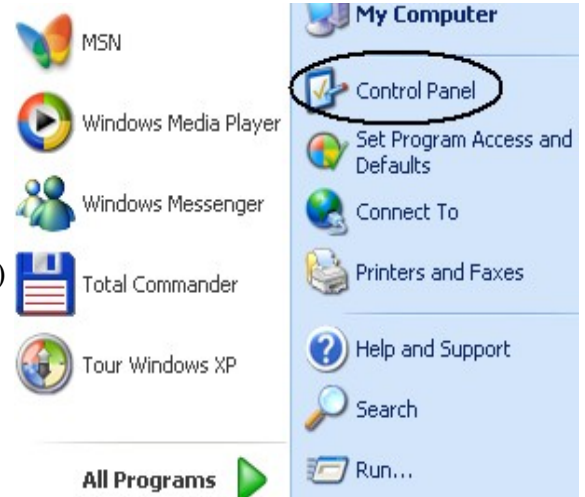 MSN
Windows Media Player
Windows Messenger
)
Total Commander
Tour Windows XP
All Programs
My Computer
Control Panel
Set Program Access and
Defaults
Connect To
Printers and Faxes
Help and Support
Search
Run...